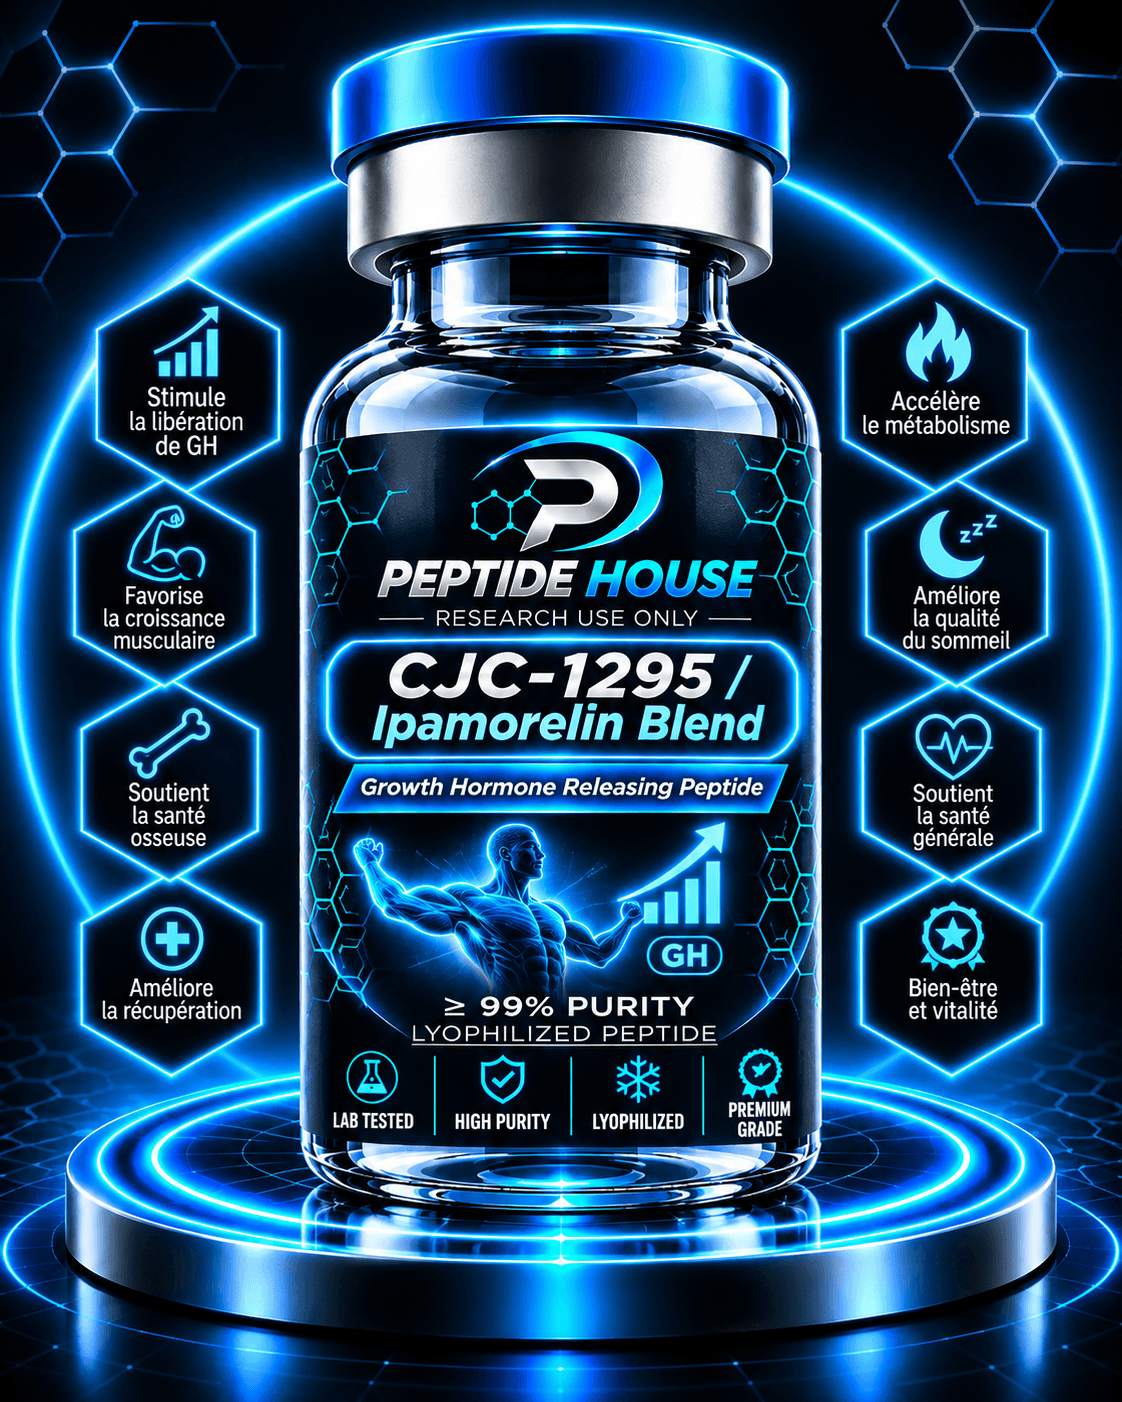 PEPTIDE HOUSE
RESEARCH USE ONLY
CJC-1295 /
Ipamorelin Blend
Growth Hormone Releasing Peptide
GH
≥ 99% PURITY
LYOPHILIZED PEPTIDE
LAB TESTED
HIGH PURITY
LYOPHILIZED
PREMIUM
GRADE
Stimule
la libération
de GH
Favorise
la croissance
musculaire
Soutient
la santé
osseuse
Améliore
la récupération
Accélère
le métabolisme
z z z
Améliore
la qualité
du sommeil
Soutient
la santé
générale
Bien-être
et vitalité